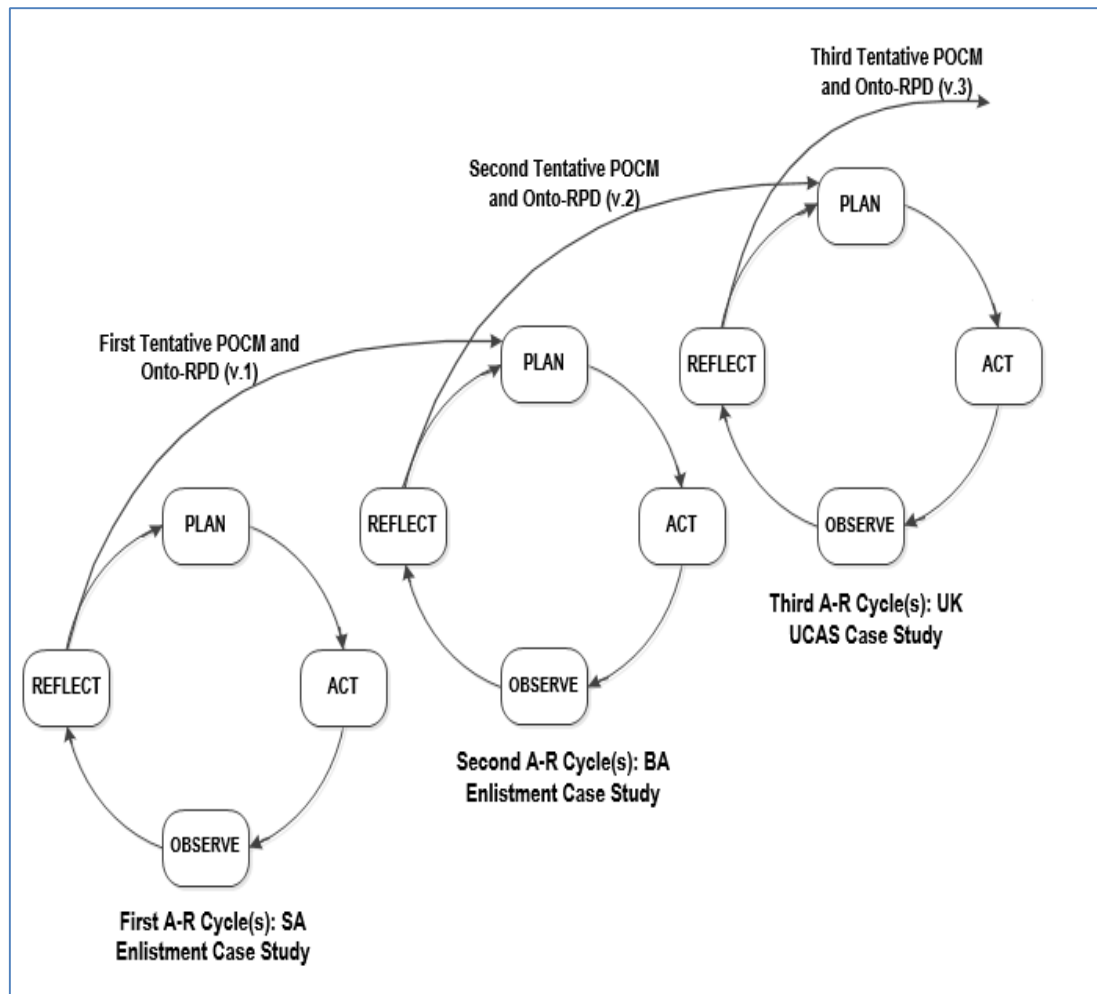 Third Tentative POCM
and Onto-RPD (v.3)
Second Tentative POCM
and Onto-RPD (v.2)
PLAN
First Tentative POCM and
Onto-RPD (v.1)
PLAN
REFLECT
ACT
PLAN
REFLECT
ACT
OBSERVE
Third A-R Cycle(s): UK
UCAS Case Study
REFLECT
ACT
OBSERVE
Second A-R Cycle(s): BA
Enlistment Case Study
OBSERVE
First A-R Cycle(s): SA
Enlistment Case Study